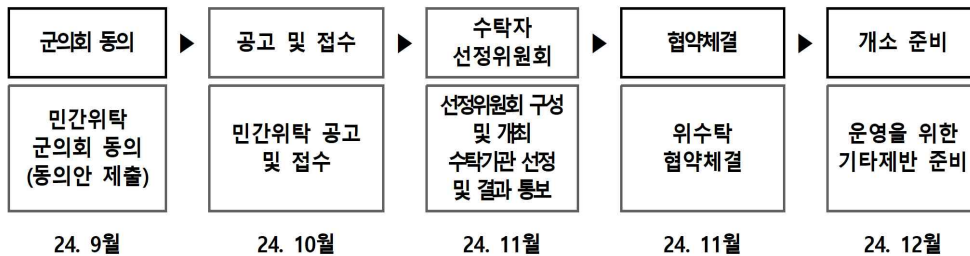 군의회 동의 ▶ 공고 및 접수 ▶ 수탁자
선정위원회 ▶ 협약체결 ▶ 개소 준비
민간위탁
군의회 동의
(동의안 제출)
민간위탁 공고
및 접수
선정위원회 구성
및 개최
수탁기관 선정
및 결과 통보
위수탁
협약체결
운영을 위한
기타제반 준비
24. 9월
24. 10월
24. 11월
24. 11월
24. 12월